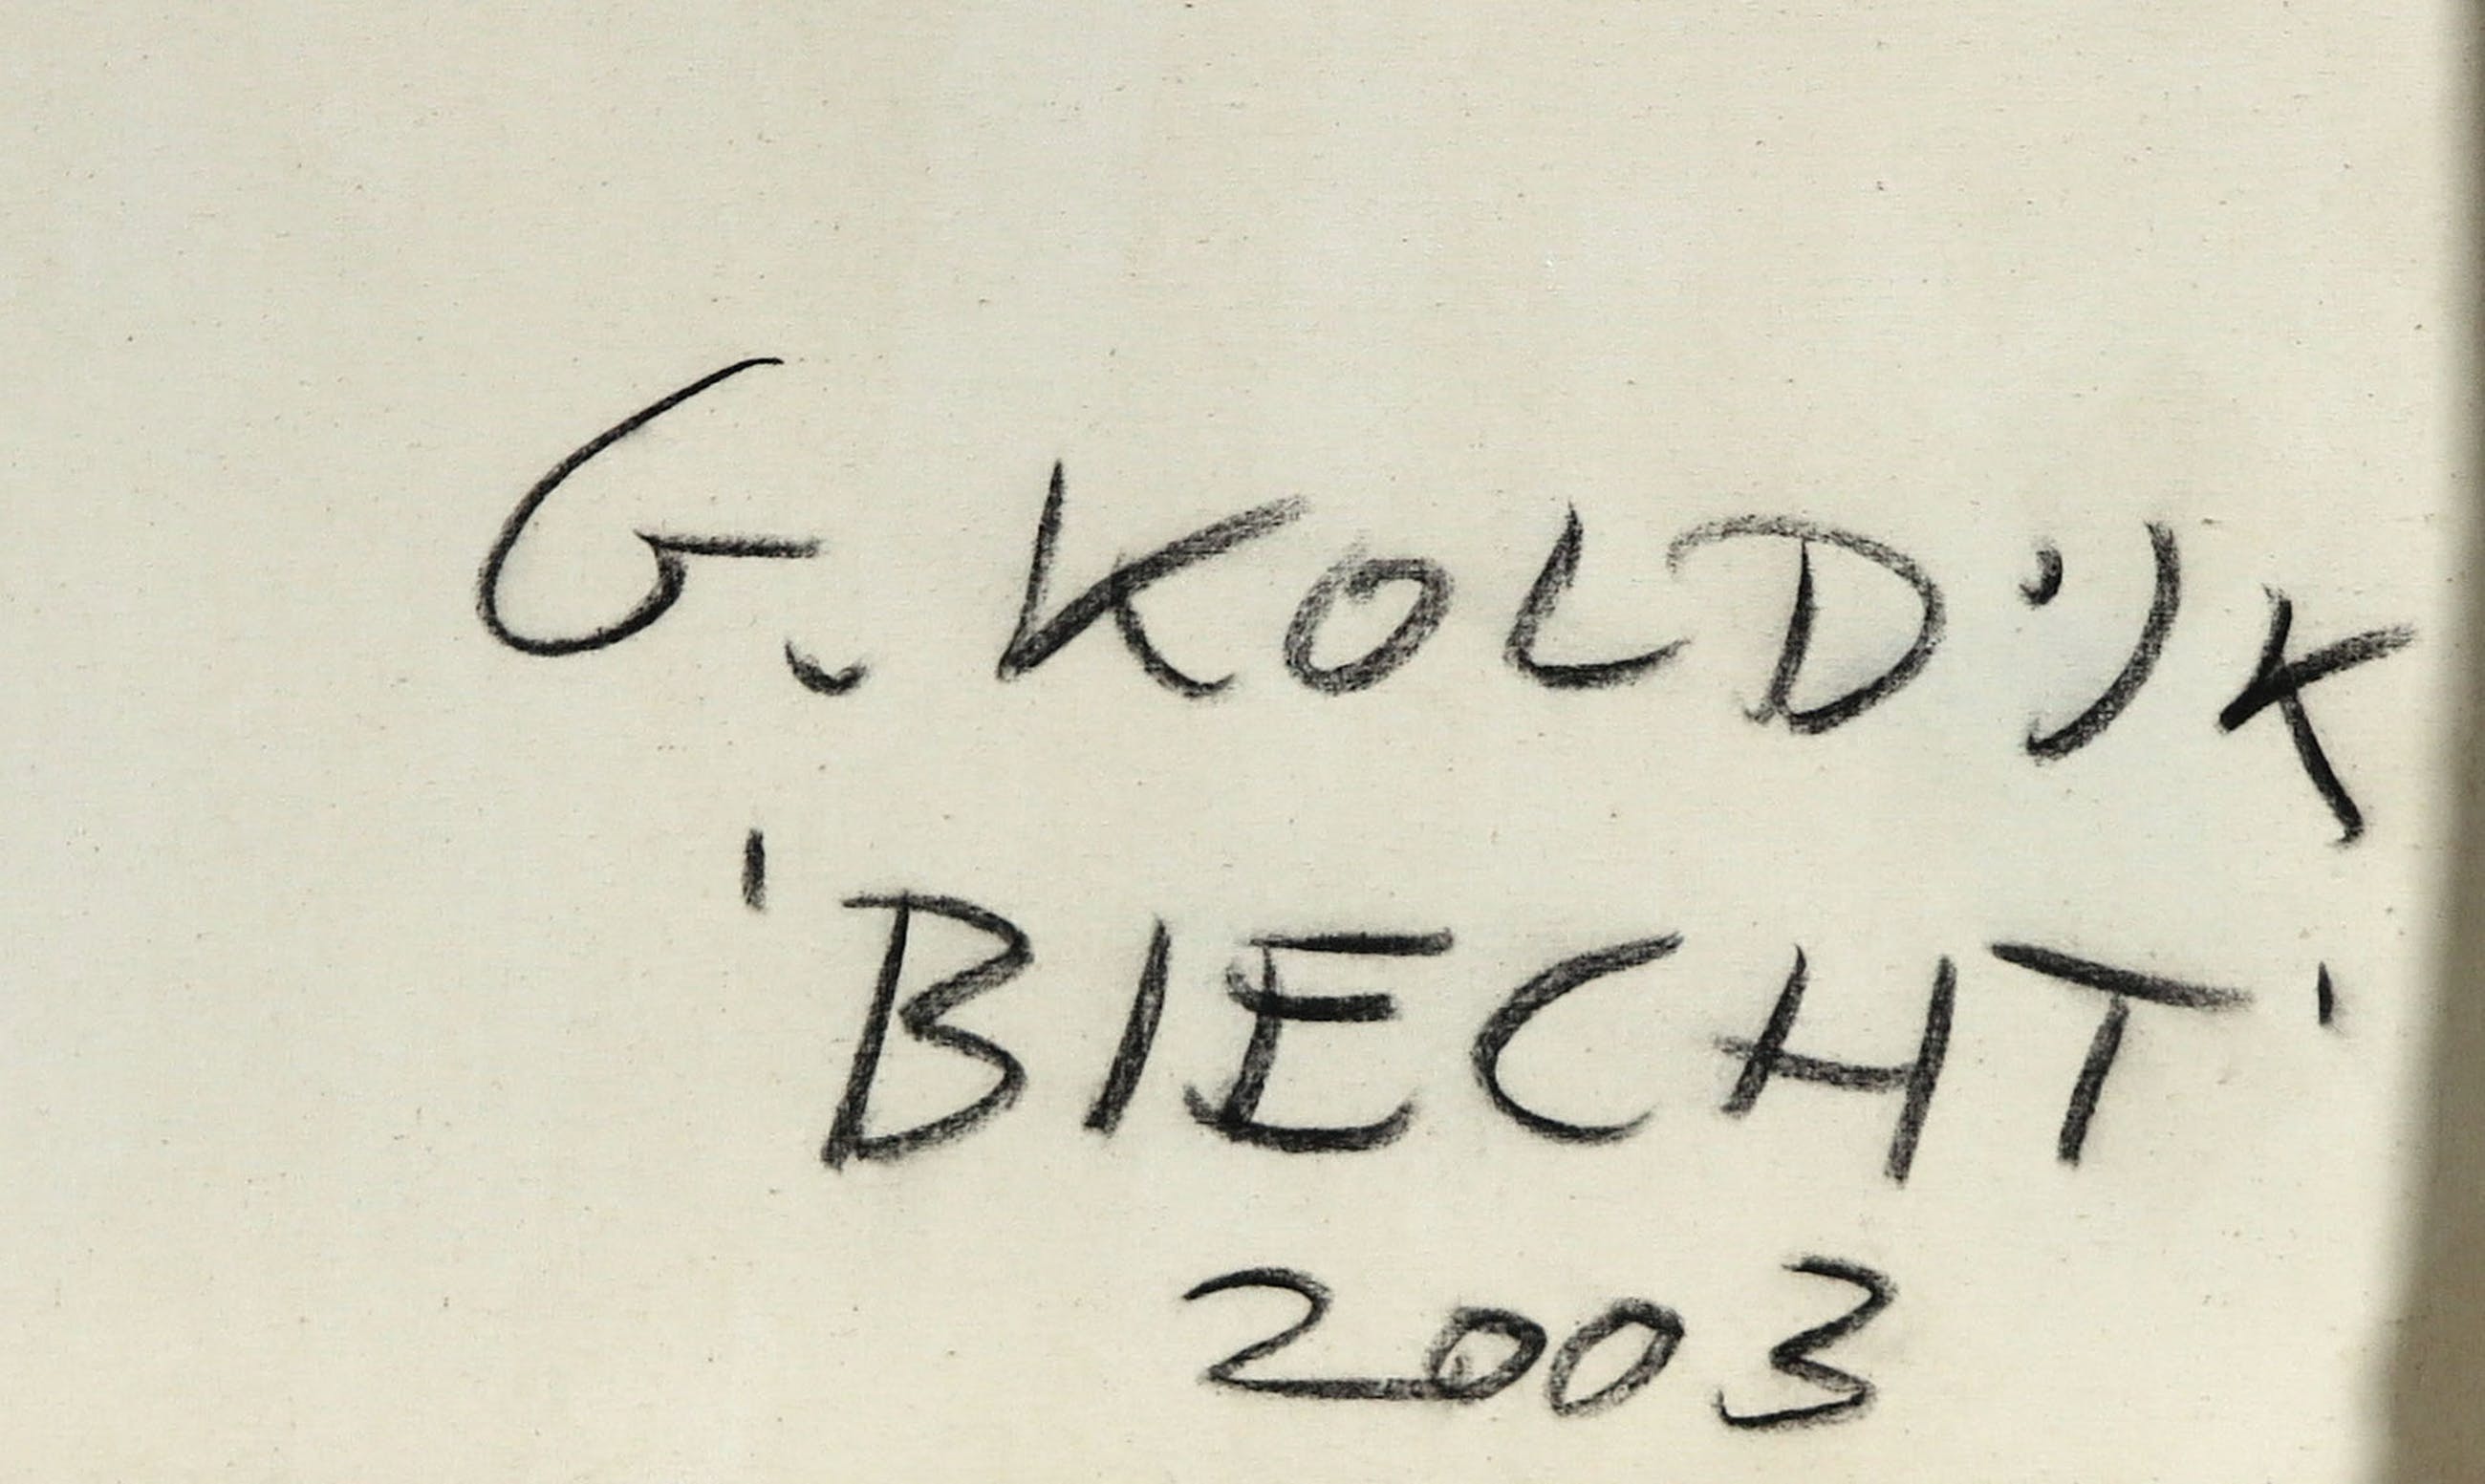 G. KOLDIJK
'BIECHT'
2003